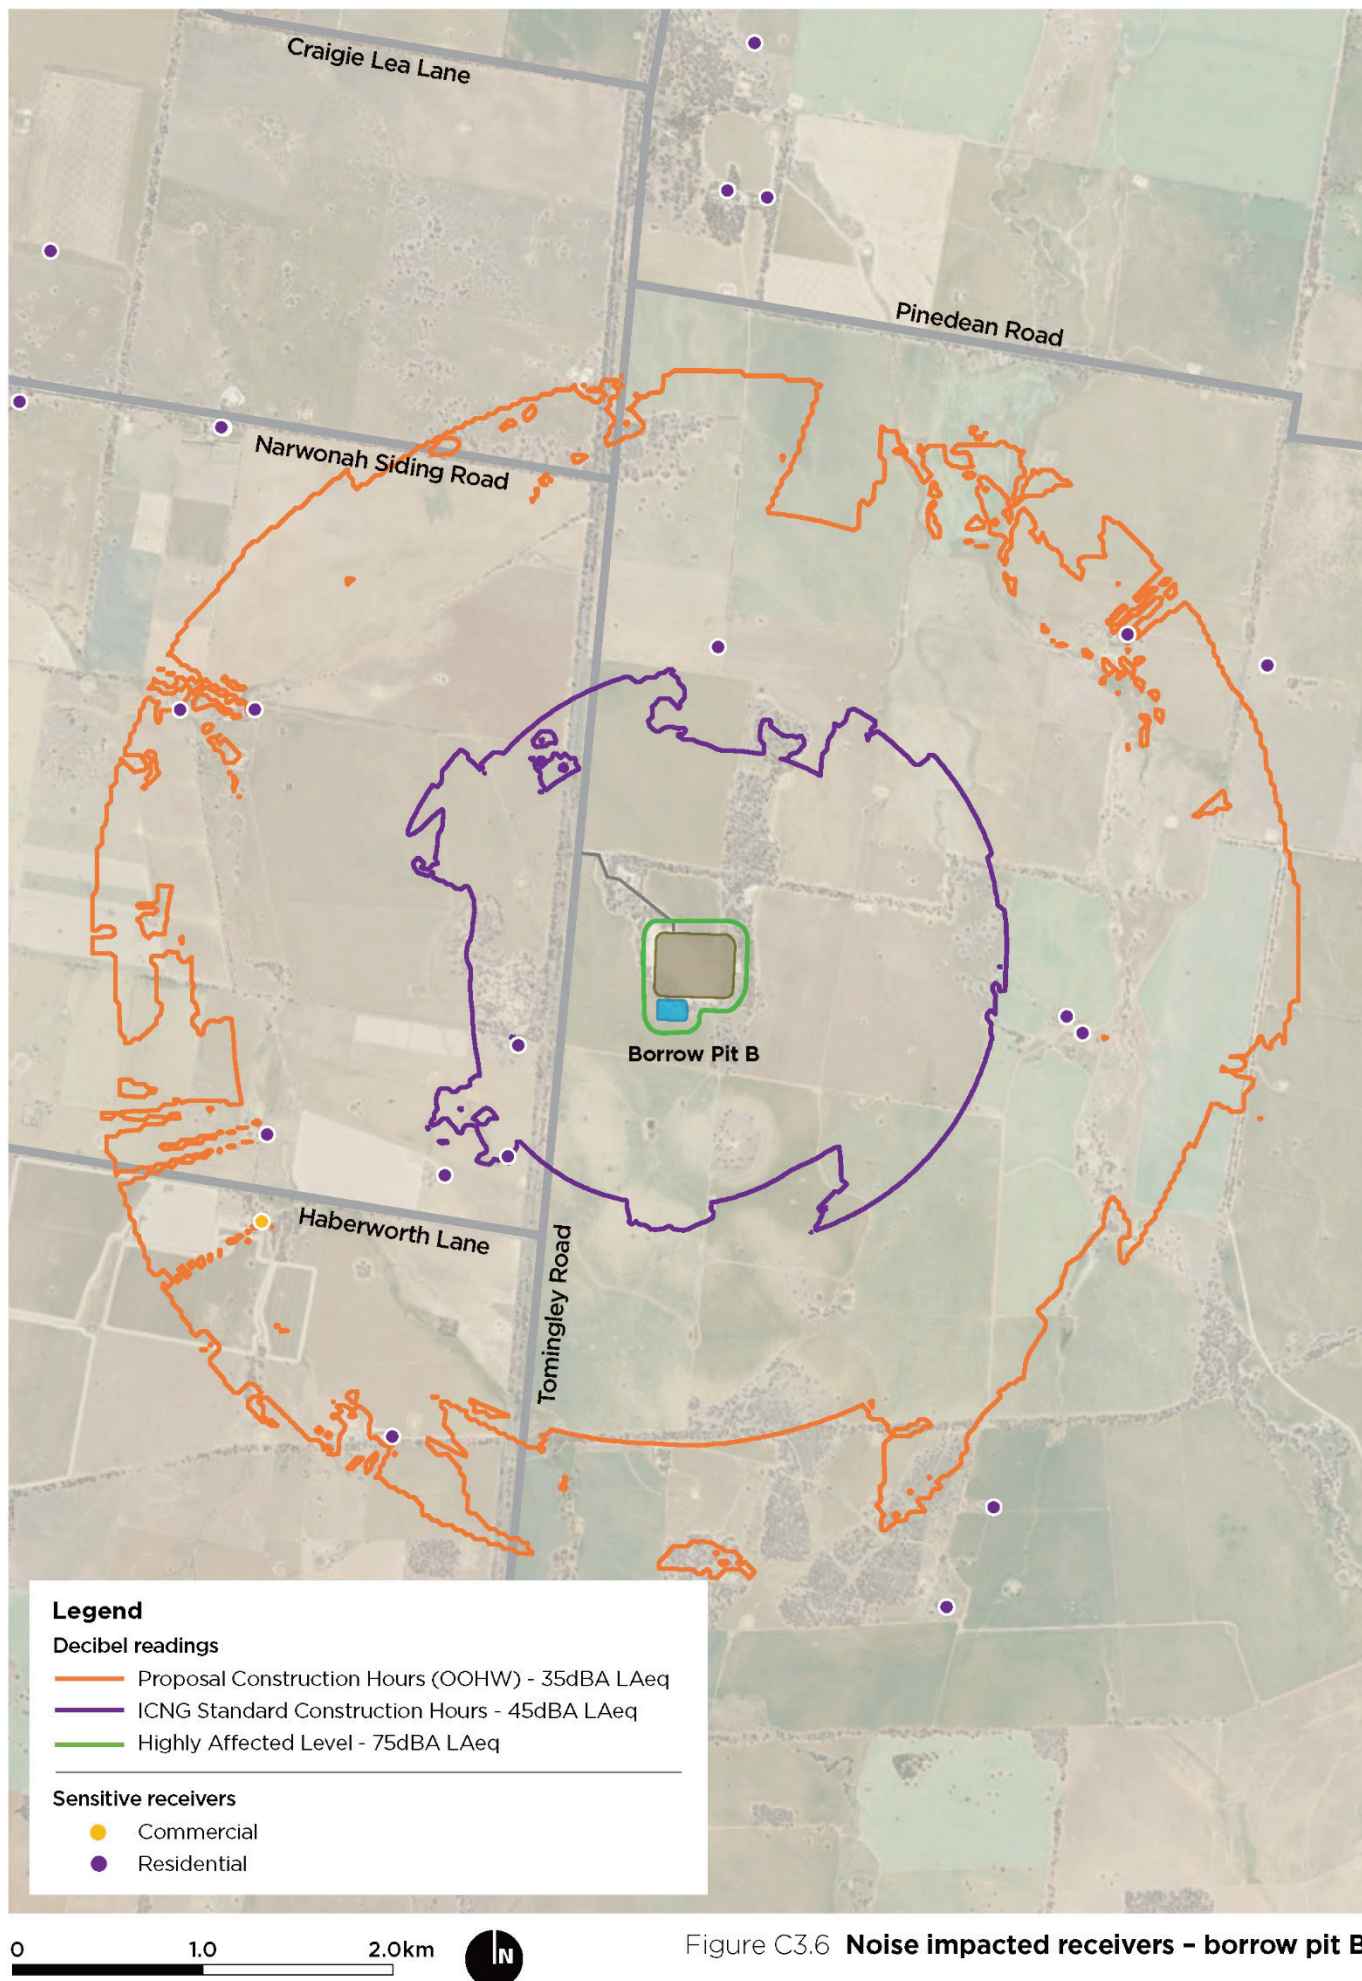 Craigie Lea Lane
Pinedean Road
Narwonah Siding Road
Borrow Pit B
Haberworth Lane
Tomingley Road
Legend
Decibel readings
Proposal Construction Hours (OOHW) - 35dBA LAeq
ICNG Standard Construction Hours - 45dBA LAeq
Highly Affected Level - 75dBA LAeq
Sensitive receivers
Commercial
Residential
0 1.0 2.0km
N
Figure C3.6 Noise impacted receivers – borrow pit B